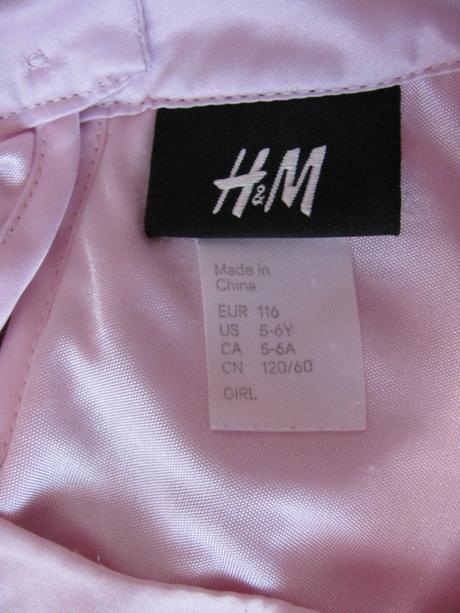 H&M
Made in
China
EUR 116
US 5-6Y
CA 5-6A
CN 120/60
GIRL